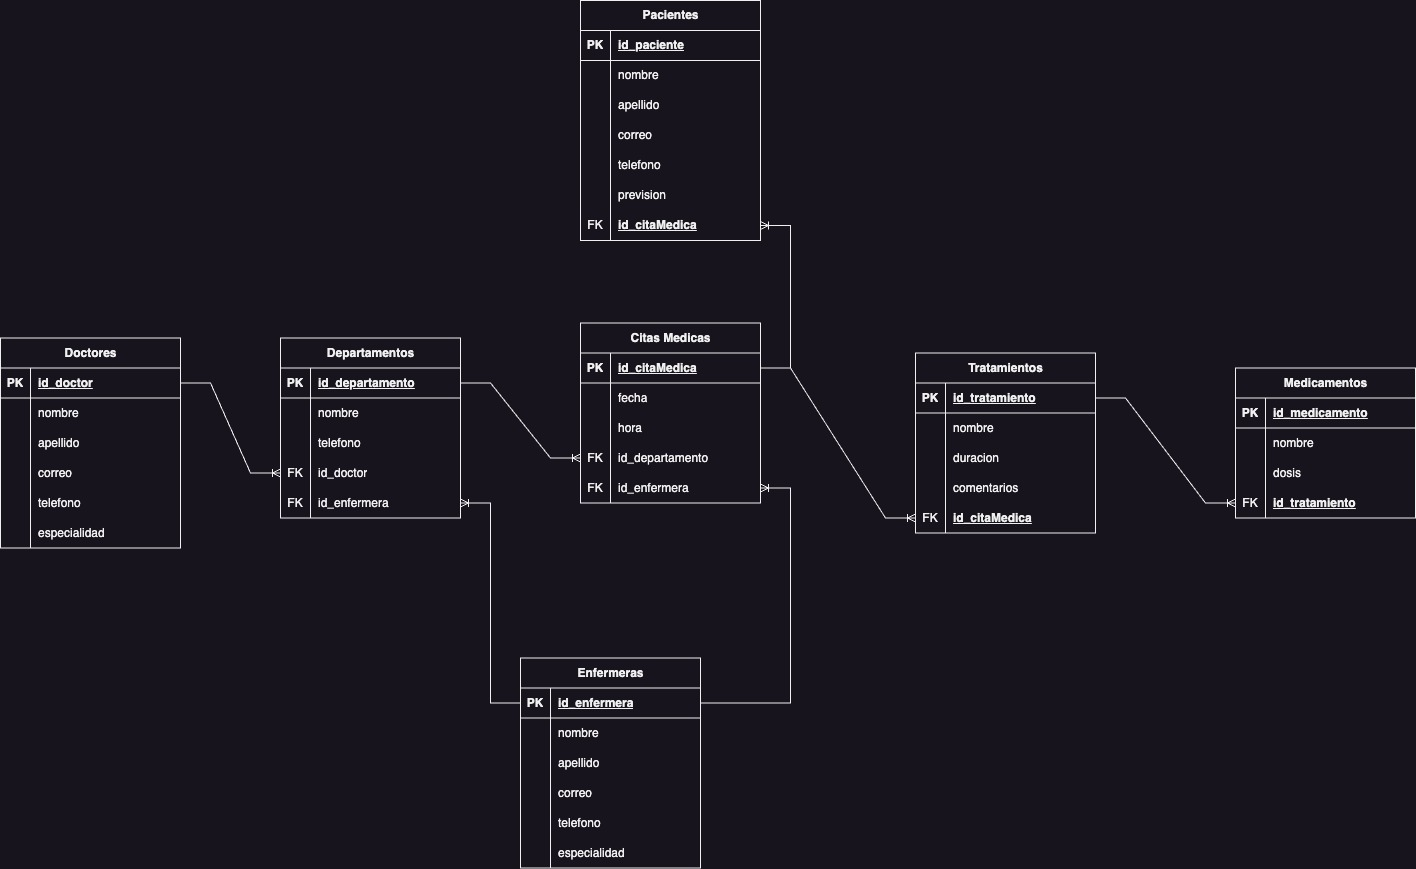 Pacientes
PK id_paciente
nombre
apellido
correo
telefono
prevision
FK id_citaMedica
Doctores
PK id_doctor
nombre
apellido
correo
telefono
especialidad
Departamentos
PK id_departamento
nombre
telefono
FK id_doctor
FK id_enfermera
Citas Medicas
PK id_citaMedica
fecha
hora
FK id_departamento
FK id_enfermera
Tratamientos
PK id_tratamiento
nombre
duracion
comentarios
FK id_citaMedica
Medicamentos
PK id_medicamento
nombre
dosis
FK id_tratamiento
Enfermeras
PK id_enfermera
nombre
apellido
correo
telefono
especialidad